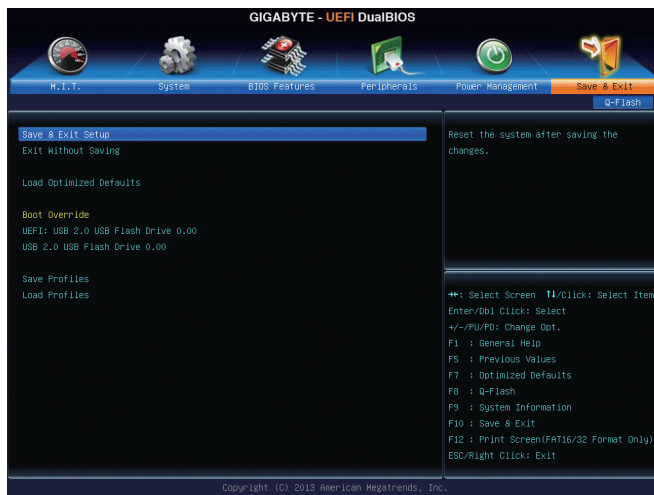 GIGABYTE - UEFI DualBIOS
M.I.T.
System
BIOS Features
Peripherals
Power Management
Save & Exit
Q-Flash
Save & Exit Setup
Exit Without Saving
Load Optimized Defaults
Boot Override
UEFI: USB 2.0 USB Flash Drive 0.00
USB 2.0 USB Flash Drive 0.00
Save Profiles
Load Profiles
Reset the system after saving the
changes.
→←: Select Screen ↑↓/Click: Select Item
Enter/Dbl Click: Select
+/-/PU/PD: Change Opt.
F1 : General Help
F5 : Previous Values
F7 : Optimized Defaults
F8 : Q-Flash
F9 : System Information
F10 : Save & Exit
F12 : Print Screen(FAT16/32 Format Only)
ESC/Right Click: Exit
Copyright (C) 2013 American Megatrends, Inc.